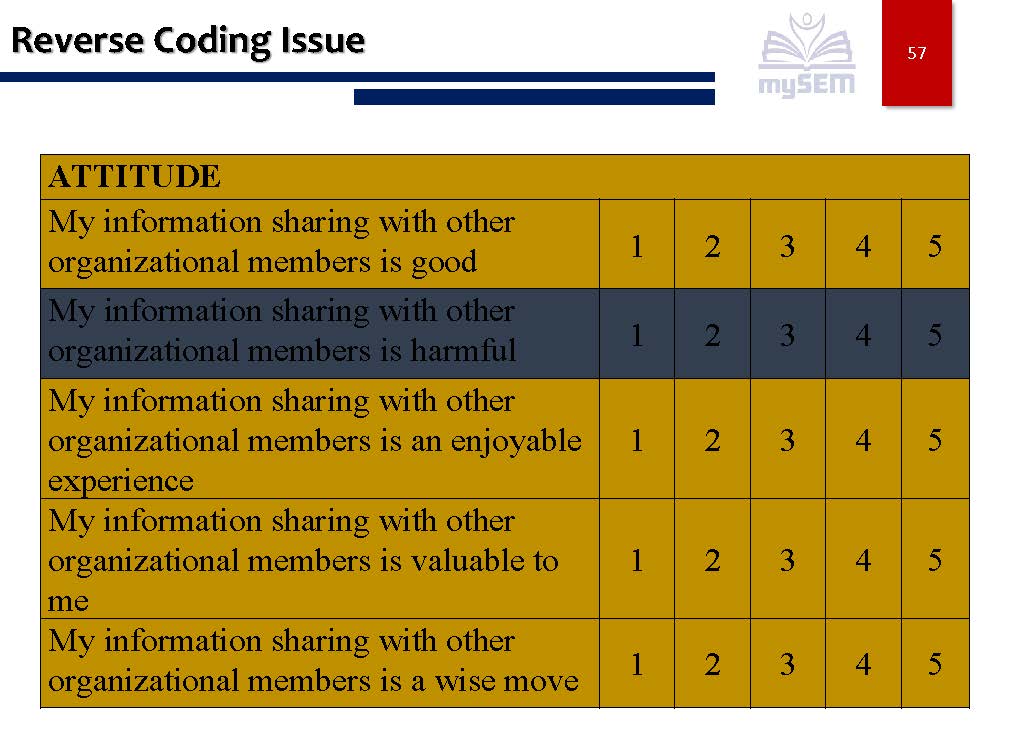 Reverse Coding Issue
mySEM
57
ATTITUDE
My information sharing with other
organizational members is good
1 2 3 4 5
My information sharing with other
organizational members is harmful
1 2 3 4 5
My information sharing with other
organizational members is an enjoyable
experience
1 2 3 4 5
My information sharing with other
organizational members is valuable to
me
1 2 3 4 5
My information sharing with other
organizational members is a wise move
1 2 3 4 5